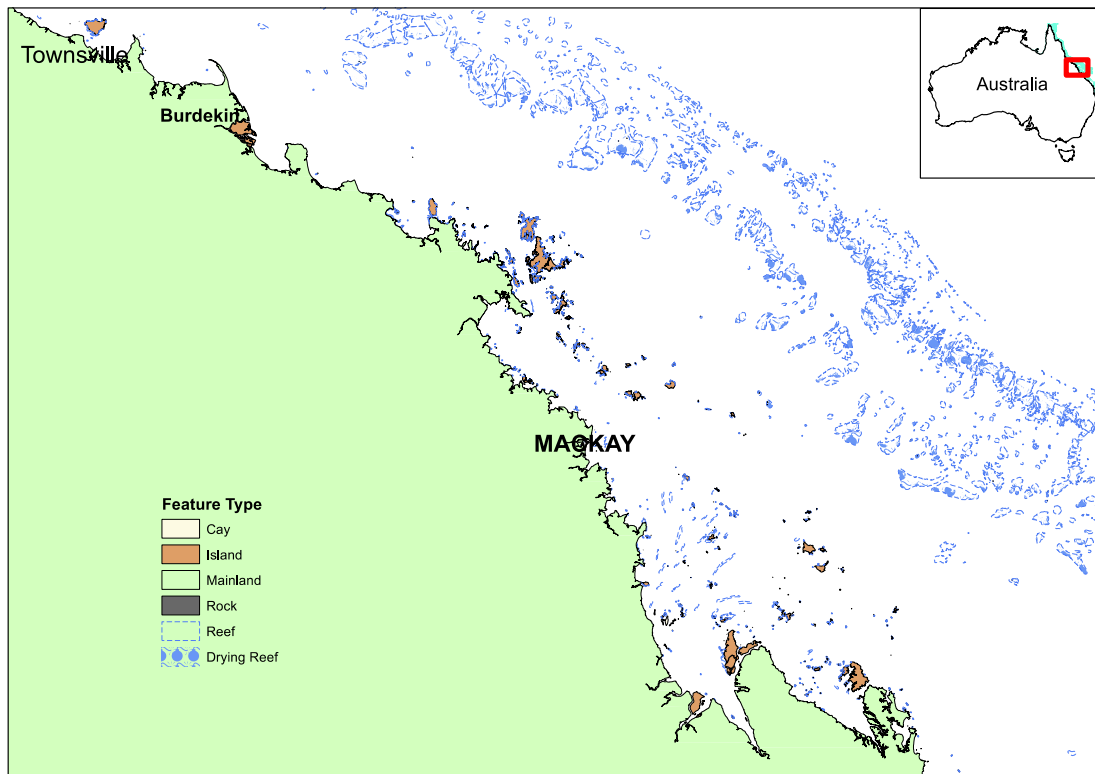 Townsville
Australia
Burdekin
MACKAY
Feature Type
Cay
Island
Mainland
Rock
Reef
Drying Reef